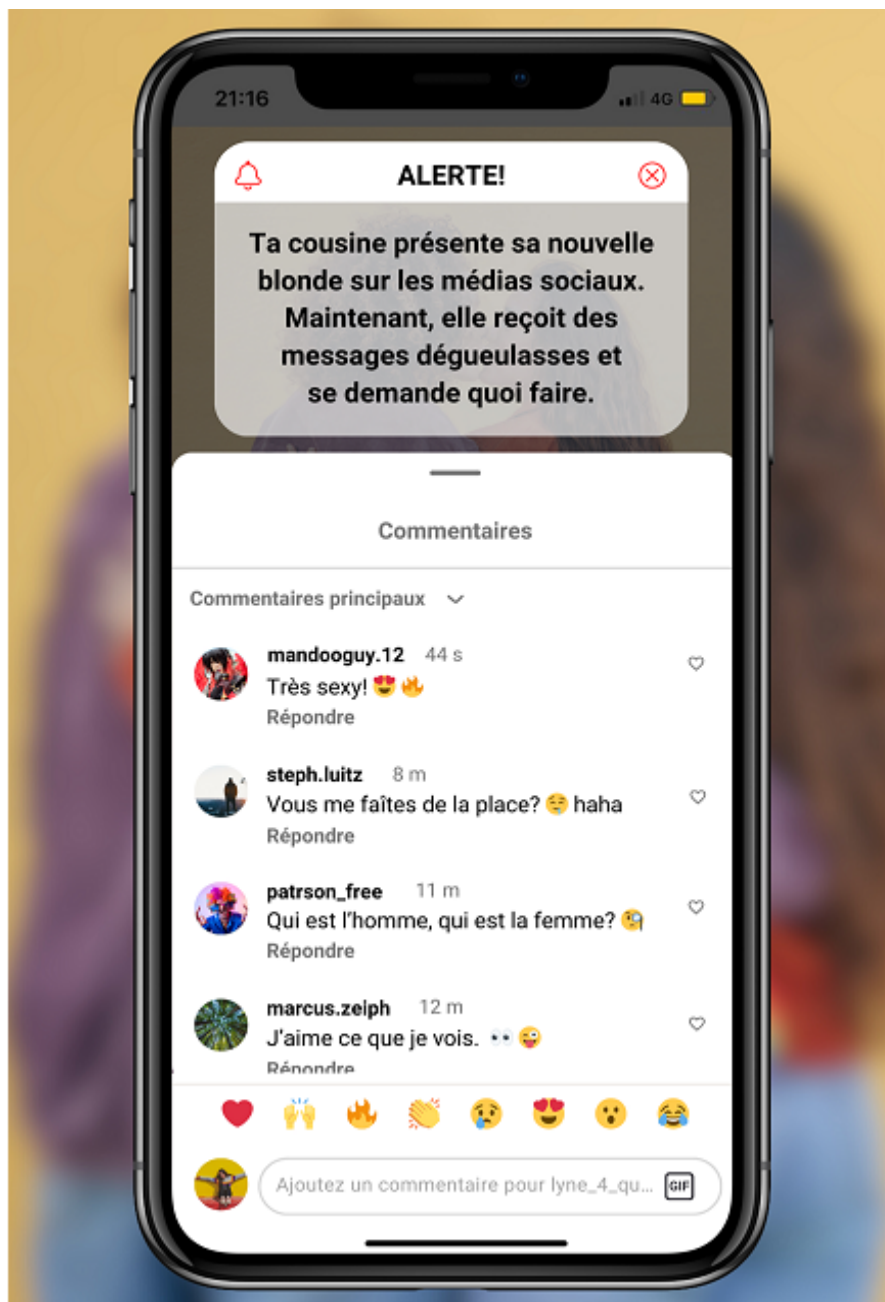 21:16
4G
ALERTE!
Ta cousine présente sa nouvelle
blonde sur les médias sociaux.
Maintenant, elle reçoit des
messages dégueulasses et
se demande quoi faire.
Commentaires
Commentaires principaux
mandooguy.12 44 s
Très sexy! 😍🔥
Répondre
steph.luitz 8 m
Vous me faîtes de la place? 🤤 haha
Répondre
patrson_free 11 m
Qui est l'homme, qui est la femme? 🧐
Répondre
marcus.zeiph 12 m
J'aime ce que je vois. 👀 😜
Répondre
Ajoutez un commentaire pour lyne_4_qu... GIF